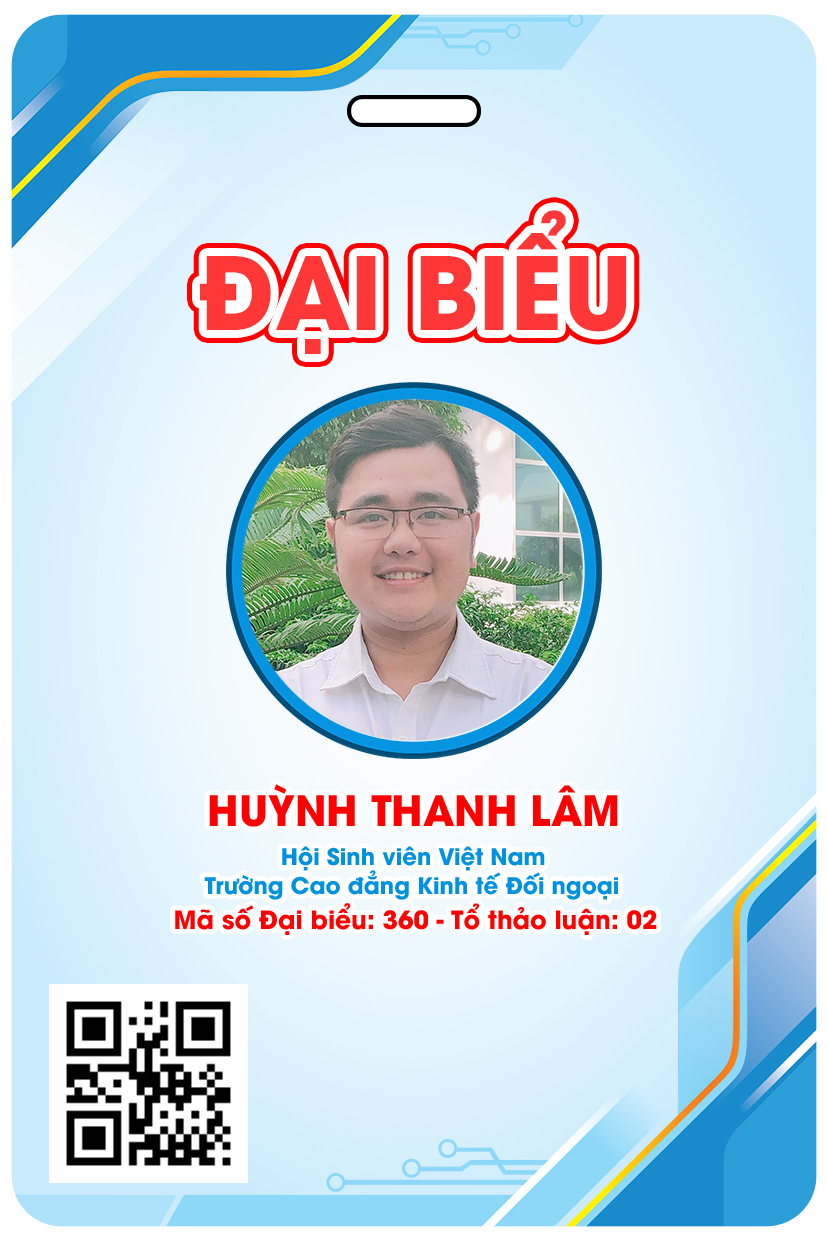 ĐẠI BIỂU
HUỲNH THANH LÂM
Hội Sinh viên Việt Nam
Trường Cao đẳng Kinh tế Đối ngoại
Mã số Đại biểu: 360 - Tổ thảo luận: 02